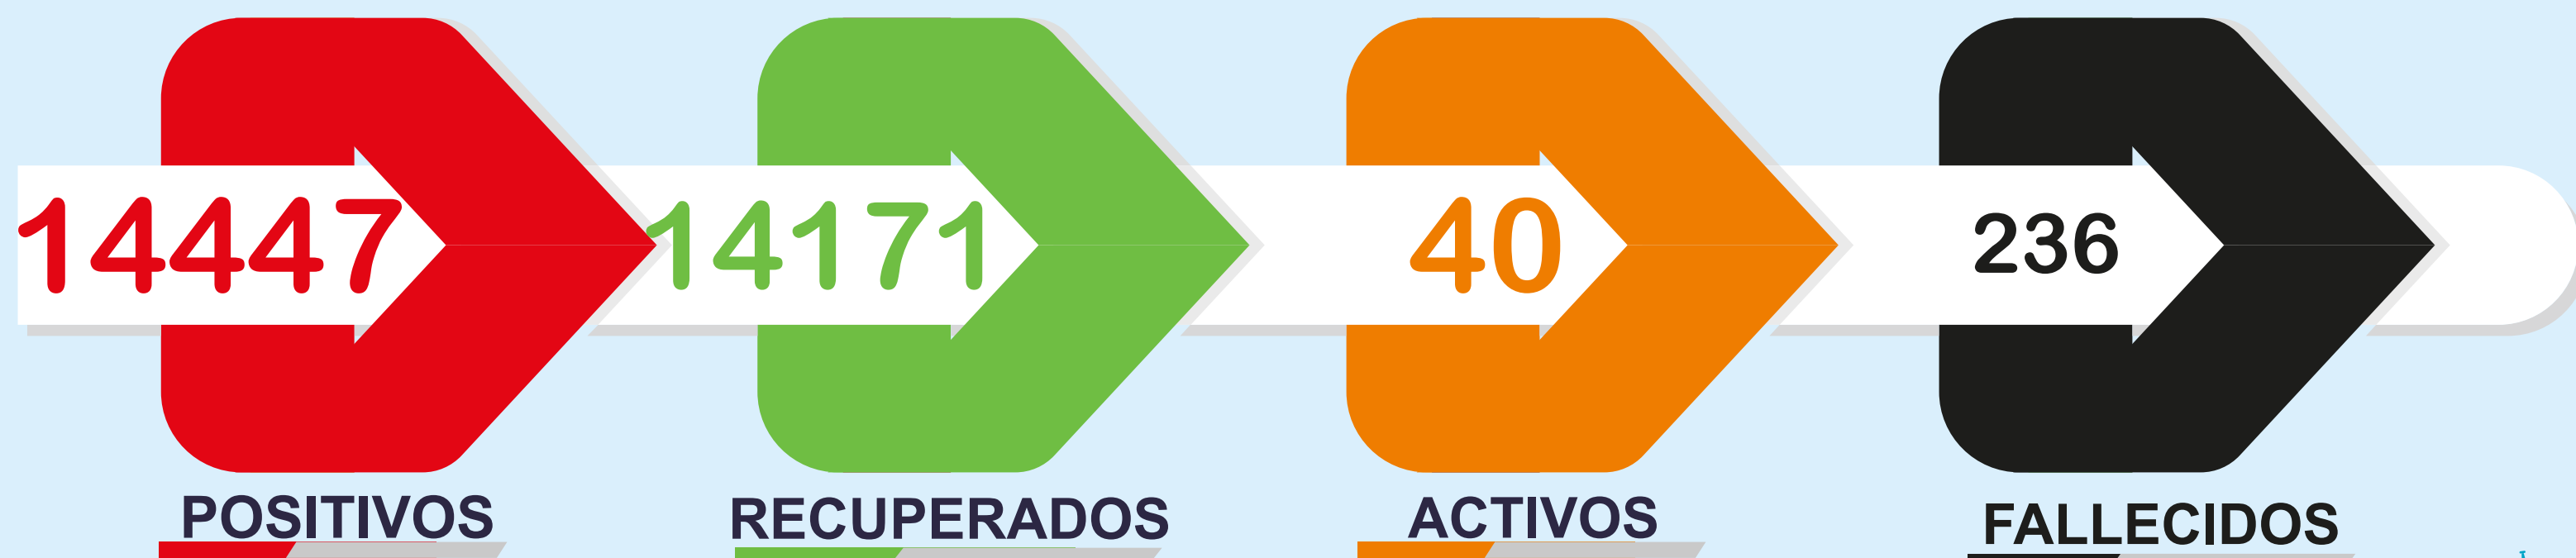 14447 14171 40 236
POSITIVOS RECUPERADOS ACTIVOS FALLECIDOS